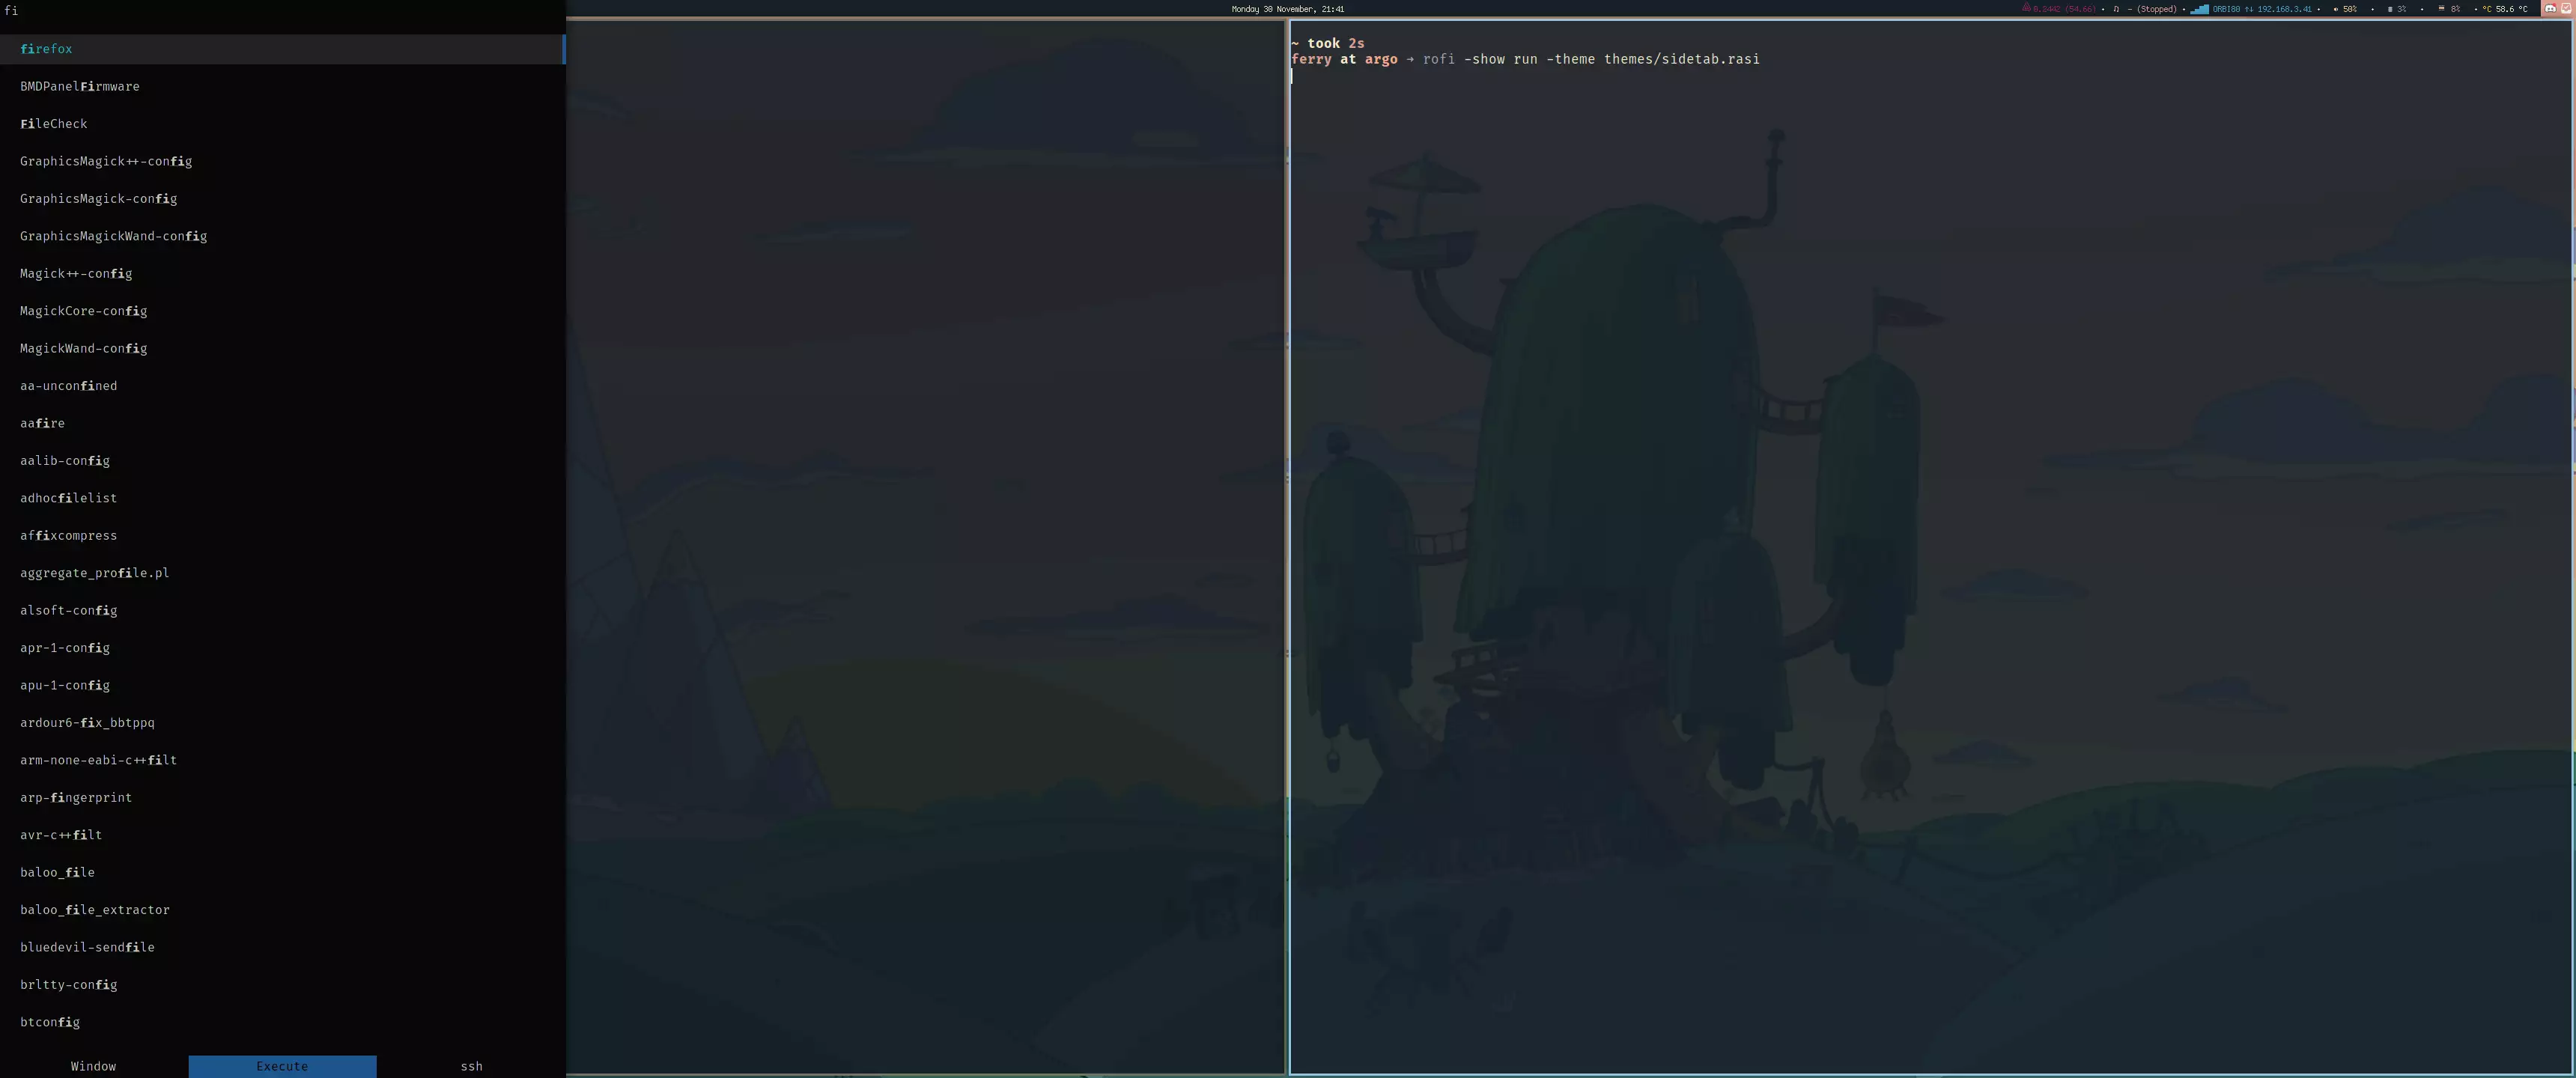 fi
Monday 30 November, 21:41
0.2442 (54.66) • ♫ - (Stopped) • ORBI80 ↑↓ 192.168.3.41 • 50% • 3% • 8% • °C 58.6 °C
firefox
BMDPanelFirmware
FileCheck
GraphicsMagick++-config
GraphicsMagick-config
GraphicsMagickWand-config
Magick++-config
MagickCore-config
MagickWand-config
aa-unconfined
aafire
aalib-config
adhocfilelist
affixcompress
aggregate_profile.pl
alsoft-config
apr-1-config
apu-1-config
ardour6-fix_bbtppq
arm-none-eabi-c++filt
arp-fingerprint
avr-c++filt
baloo_file
baloo_file_extractor
bluedevil-sendfile
brltty-config
btconfig
Window Execute ssh
~ took 2s
ferry at argo → rofi -show run -theme themes/sidetab.rasi